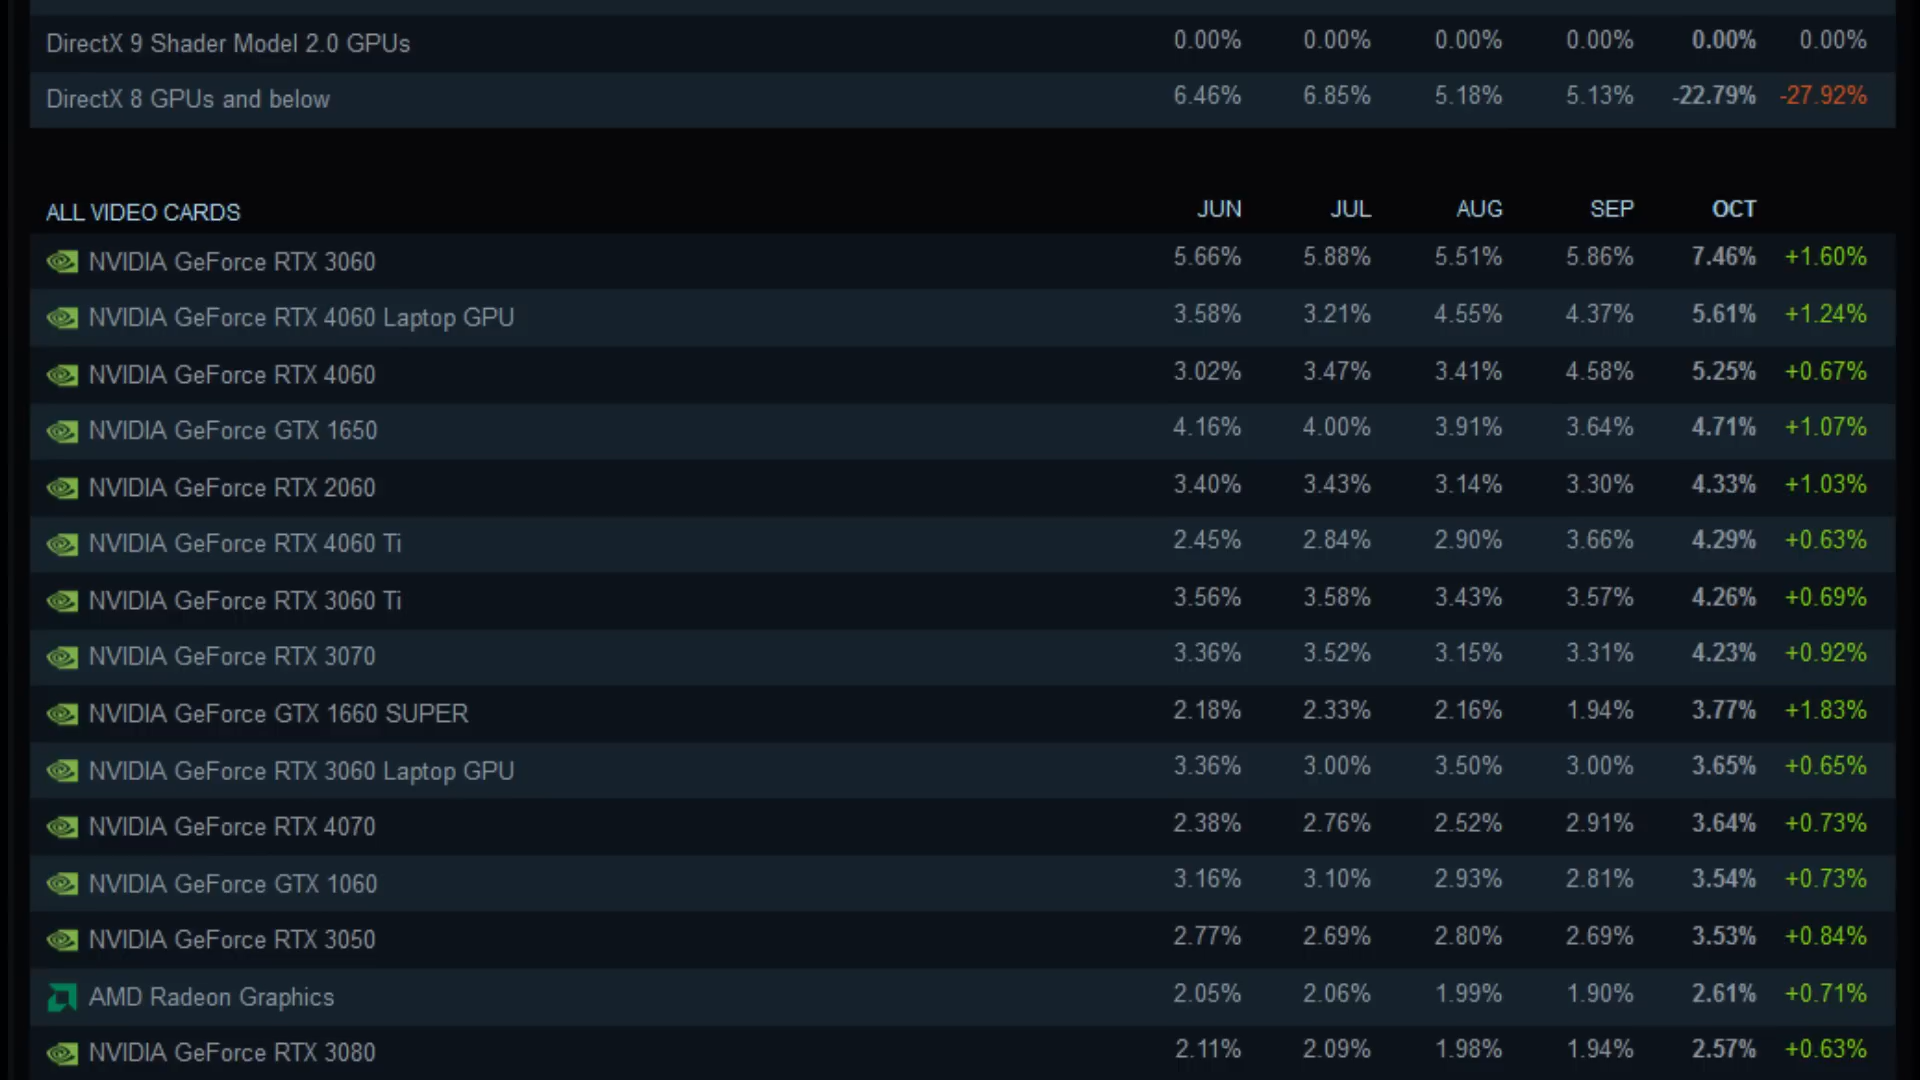 DirectX 9 Shader Model 2.0 GPUs 0.00% 0.00% 0.00% 0.00% 0.00% 0.00%
DirectX 8 GPUs and below 6.46% 6.85% 5.18% 5.13% -22.79% -27.92%
ALL VIDEO CARDS JUN JUL AUG SEP OCT
NVIDIA GeForce RTX 3060 5.66% 5.88% 5.51% 5.86% 7.46% +1.60%
NVIDIA GeForce RTX 4060 Laptop GPU 3.58% 3.21% 4.55% 4.37% 5.61% +1.24%
NVIDIA GeForce RTX 4060 3.02% 3.47% 3.41% 4.58% 5.25% +0.67%
NVIDIA GeForce GTX 1650 4.16% 4.00% 3.91% 3.64% 4.71% +1.07%
NVIDIA GeForce RTX 2060 3.40% 3.43% 3.14% 3.30% 4.33% +1.03%
NVIDIA GeForce RTX 4060 Ti 2.45% 2.84% 2.90% 3.66% 4.29% +0.63%
NVIDIA GeForce RTX 3060 Ti 3.56% 3.58% 3.43% 3.57% 4.26% +0.69%
NVIDIA GeForce RTX 3070 3.36% 3.52% 3.15% 3.31% 4.23% +0.92%
NVIDIA GeForce GTX 1660 SUPER 2.18% 2.33% 2.16% 1.94% 3.77% +1.83%
NVIDIA GeForce RTX 3060 Laptop GPU 3.36% 3.00% 3.50% 3.00% 3.65% +0.65%
NVIDIA GeForce RTX 4070 2.38% 2.76% 2.52% 2.91% 3.64% +0.73%
NVIDIA GeForce GTX 1060 3.16% 3.10% 2.93% 2.81% 3.54% +0.73%
NVIDIA GeForce RTX 3050 2.77% 2.69% 2.80% 2.69% 3.53% +0.84%
AMD Radeon Graphics 2.05% 2.06% 1.99% 1.90% 2.61% +0.71%
NVIDIA GeForce RTX 3080 2.11% 2.09% 1.98% 1.94% 2.57% +0.63%